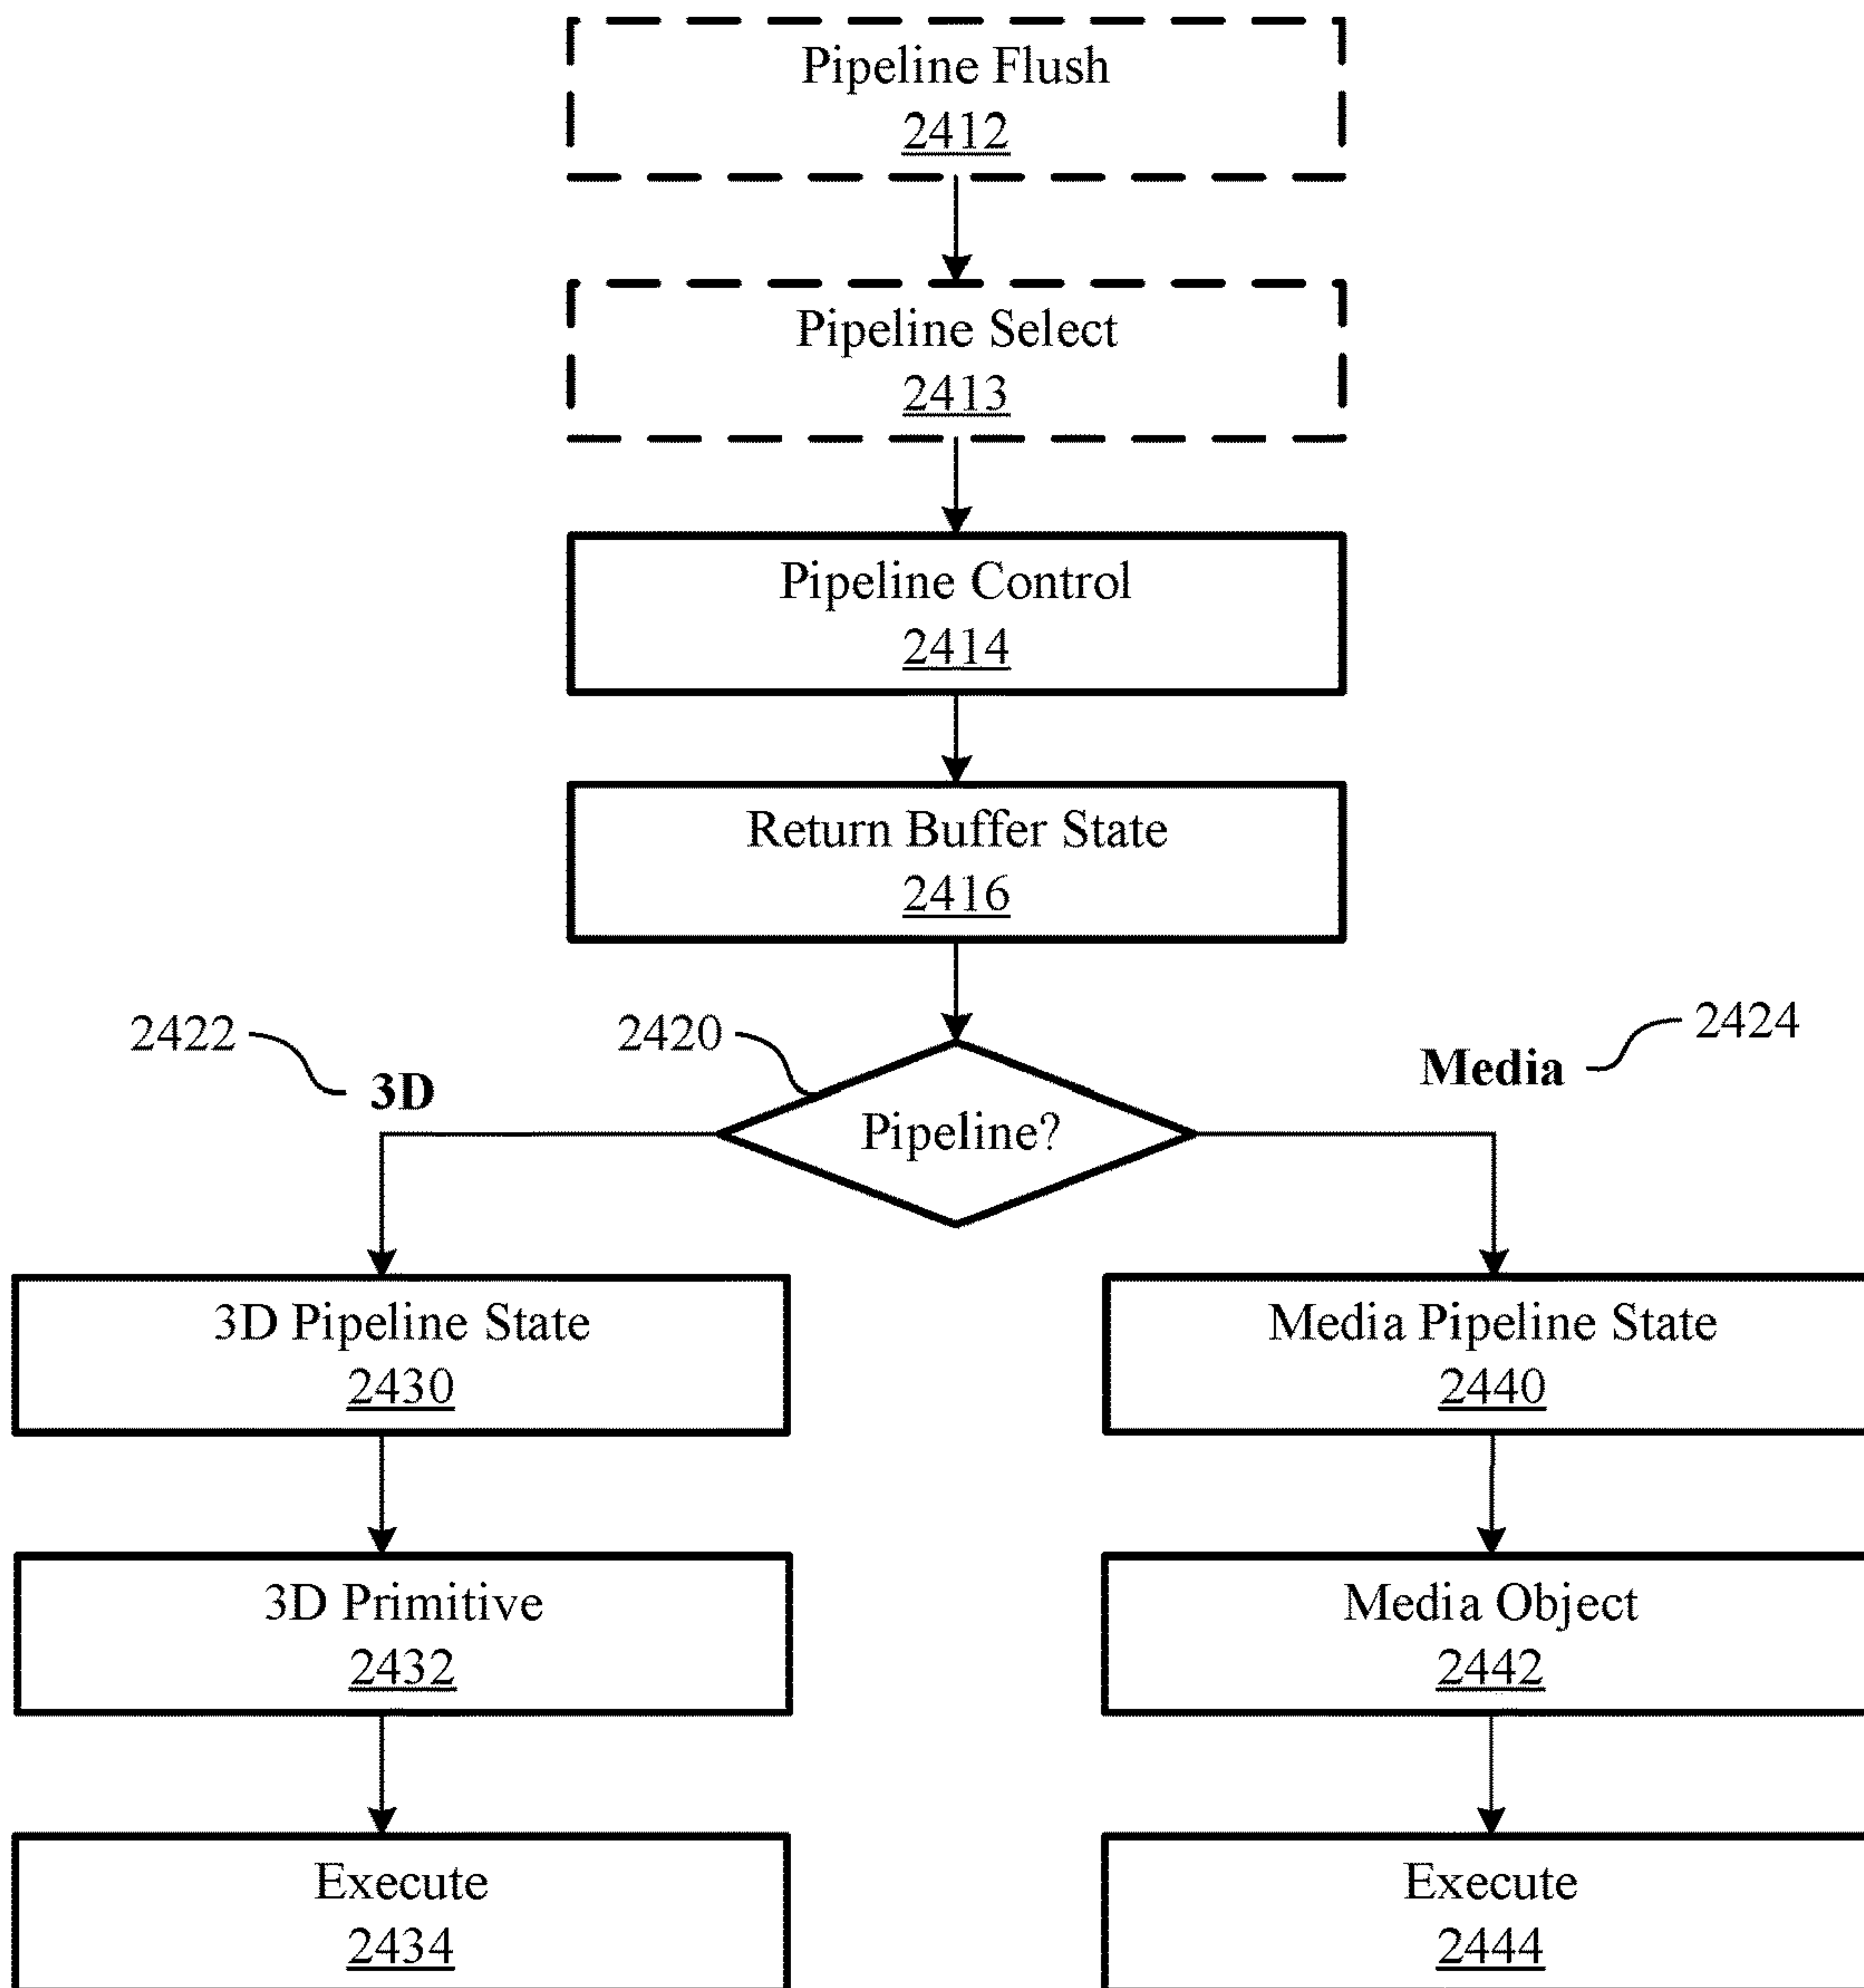 Pipeline Flush
2412
Pipeline Select
2413
Pipeline Control
2414
Return Buffer State
2416
2422
2420
2424
3D
Media
Pipeline?
3D Pipeline State
2430
Media Pipeline State
2440
3D Primitive
2432
Media Object
2442
Execute
2434
Execute
2444